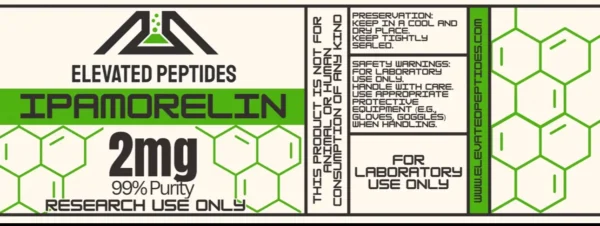 ELEVATED PEPTIDES
IPAMORELIN
2mg
99% Purity
RESEARCH USE ONLY
THIS PRODUCT IS NOT FOR
ANIMAL OR HUMAN
CONSUMPTION OF ANY KIND
PRESERVATION:
KEEP IN A COOL AND
DRY PLACE.
KEEP TIGHTLY
SEALED.
SAFETY WARNINGS:
FOR LABORATORY
USE ONLY.
HANDLE WITH CARE.
USE APPROPRIATE
PROTECTIVE
EQUIPMENT (E.G.,
GLOVES, GOGGLES)
WHEN HANDLING.
FOR
LABORATORY
USE ONLY
WWW.ELEVATEDPEPTIDES.COM